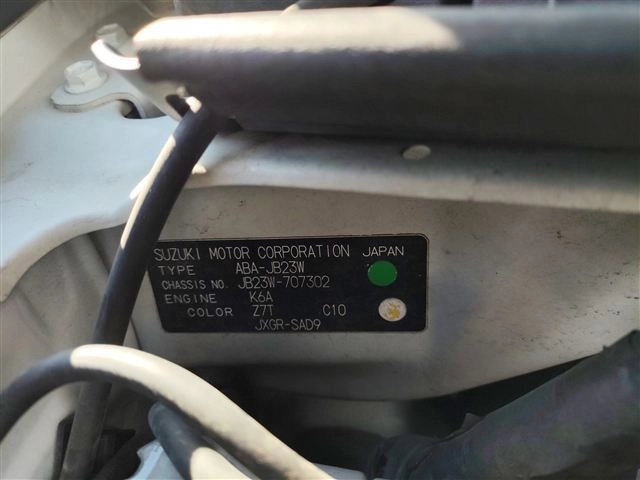 SUZUKI MOTOR CORPORATION JAPAN
TYPE ABA-JB23W
CHASSIS NO. JB23W-707302
ENGINE K6A
COLOR Z7T C10
JXGR-SAD9